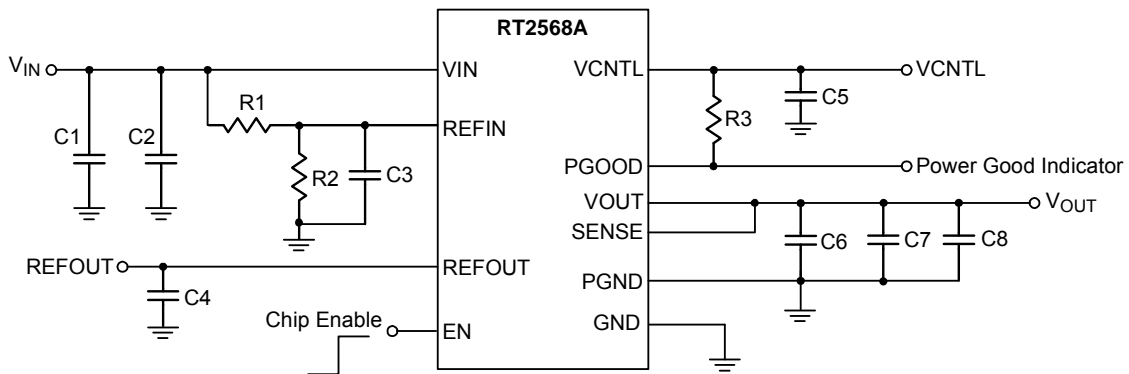 RT2568A
VIN
VIN
VCNTL
VCNTL
R1
C5
R3
C1
C2
REFIN
R2
C3
PGOOD
Power Good Indicator
VOUT
VOUT
SENSE
C6
C7
C8
REFOUT
REFOUT
PGND
C4
Chip Enable
EN
GND